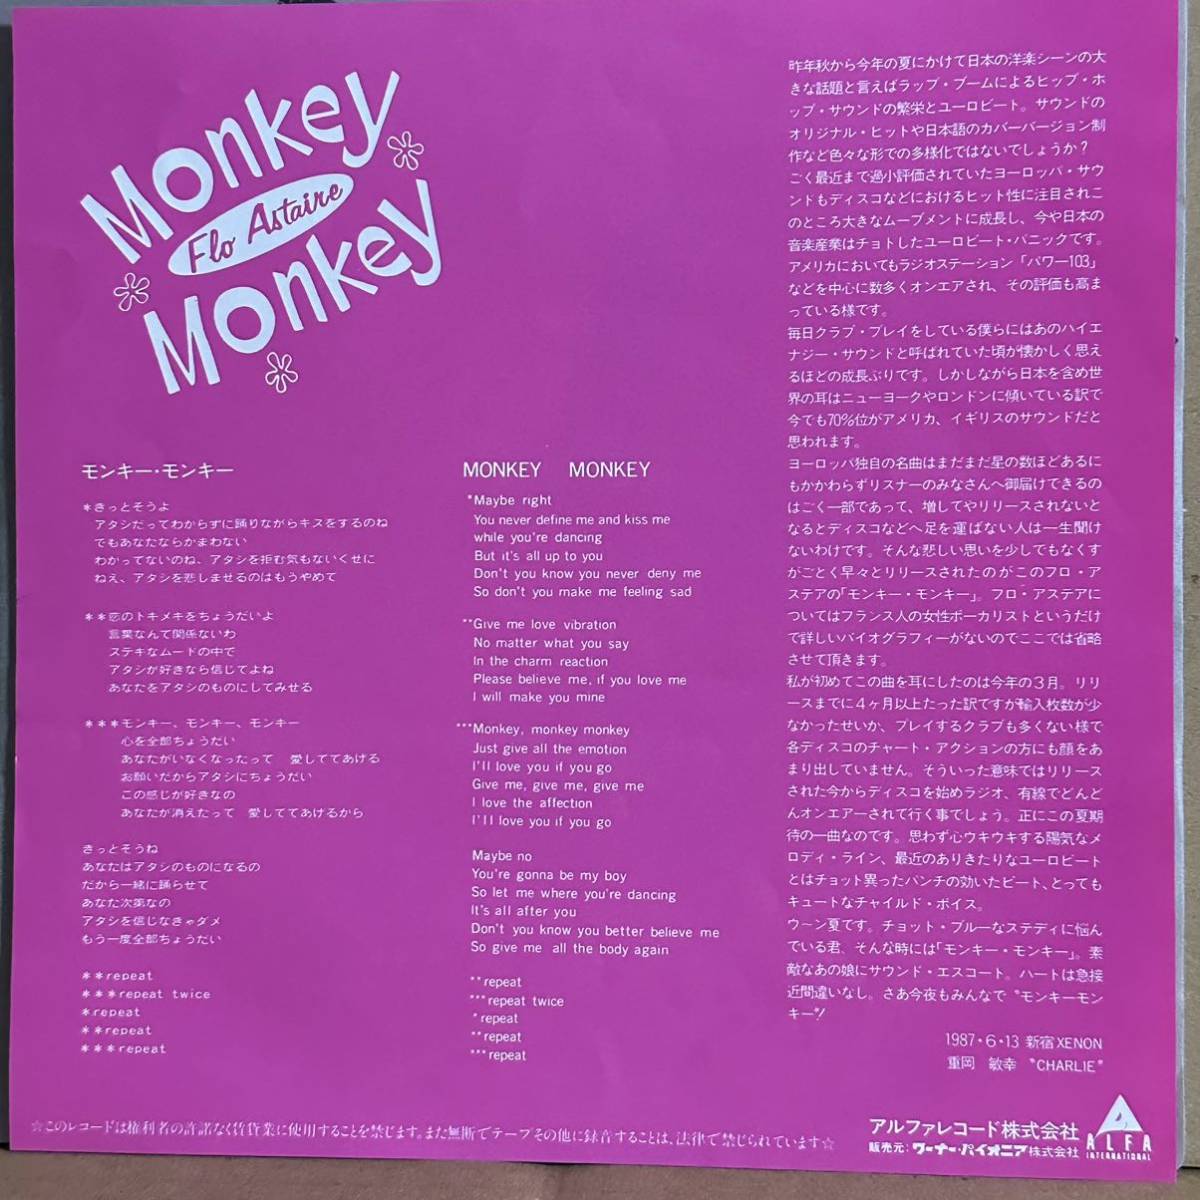 Monkey
Flo Astaire
Monkey
モンキー・モンキー
*きっとそうよ
アタシだってわからずに踊りながらキスをするのね
でもあなたならかまわない
わかってないのね、アタシを拒む気もないくせに
ねえ、アタシを悲しませるのはもうやめて
**恋のトキメキをちょうだいよ
言葉なんて関係ないわ
ステキなムードの中で
アタシが好きなら信じてよね
あなたをアタシのものにしてみせる
***モンキー、モンキー、モンキー
心を全部ちょうだい
あなたがいなくなったって　愛しててあげる
お願いだからアタシにちょうだい
この感じが好きなの
あなたが消えたって　愛しててあげるから
きっとそうね
あなたはアタシのものになるの
だから一緒に踊らせて
あなた次第なの
アタシを信じなきゃダメ
もう一度全部ちょうだい
**repeat
***repeat twice
*repeat
**repeat
***repeat
MONKEY MONKEY
*Maybe right
You never define me and kiss me
while you're dancing
But it's all up to you
Don't you know you never deny me
So don't you make me feeling sad
**Give me love vibration
No matter what you say
In the charm reaction
Please believe me, if you love me
I will make you mine
***Monkey, monkey monkey
Just give all the emotion
I'll love you if you go
Give me, give me, give me
I love the affection
I'll love you if you go
Maybe no
You're gonna be my boy
So let me where you're dancing
It's all after you
Don't you know you better believe me
So give me all the body again
**repeat
***repeat twice
*repeat
**repeat
***repeat
昨年秋から今年の夏にかけて日本の洋楽シーンの大
きな話題と言えばラップ・ブームによるヒップ・ホ
ップ・サウンドの繁栄とユーロビート。サウンドの
オリジナル・ヒットや日本語のカバーバージョン制
作など色々な形での多様化ではないでしょうか？
ごく最近まで過小評価されていたヨーロッパ・サウ
ンドもディスコなどにおけるヒット性に注目されこ
のところ大きなムーブメントに成長し、今や日本の
音楽産業はチョトしたユーロビート・パニックです。
アメリカにおいてもラジオステーション「パワー103」
などを中心に数多くオンエアされ、その評価も高ま
っている様です。
毎日クラブ・プレイをしている僕らにはあのハイエ
ナジー・サウンドと呼ばれていた頃が懐かしく思え
るほどの成長ぶりです。しかしながら日本を含め世
界の耳はニューヨークやロンドンに傾いている訳で
今でも70%位がアメリカ、イギリスのサウンドだと
思われます。
ヨーロッパ独自の名曲はまだまだ星の数ほどあるに
もかかわらずリスナーのみなさんへ御届けできるの
はごく一部であって、増してやリリースされないと
なるとディスコなどへ足を運ばない人は一生聞け
ないわけです。そんな悲しい思いを少しでもなくす
がごとく早々とリリースされたのがこのフロ・ア
ステアの「モンキー・モンキー」。フロ・アステアに
ついてはフランス人の女性ボーカリストというだけ
で詳しいバイオグラフィーがないのでここでは省略
させて頂きます。
私が初めてこの曲を耳にしたのは今年の3月。リリ
ースまでに4ヶ月以上たった訳ですが輸入枚数が少
なかったせいか、プレイするクラブも多くない様で
各ディスコのチャート・アクションの方にも顔をあ
まり出していません。そういった意味ではリリース
された今からディスコを始めラジオ、有線でどんど
んオンエアーされて行く事でしょう。正にこの夏期
待の一曲なのです。思わず心ウキウキする陽気なメ
ロディ・ライン、最近のありきたりなユーロビート
とはチョット異ったパンチの効いたビート、とっても
キュートなチャイルド・ボイス。
ウ～ン夏です。チョット・ブルーなステディに悩ん
でいる君、そんな時には「モンキー・モンキー」。素
敵なあの娘にサウンド・エスコート。ハートは急接
近間違いなし。さあ今夜もみんなで〝モンキーモン
キー〟!
1987・6・13 新宿XENON
重岡　敏幸　〝CHARLIE〟
☆このレコードは権利者の許諾なく賃貸業に使用することを禁じます。また無断でテープその他に録音することは、法律で禁じられています☆
アルファレコード株式会社
販売元：ワーナー・パイオニア株式会社
ALFA
INTERNATIONAL